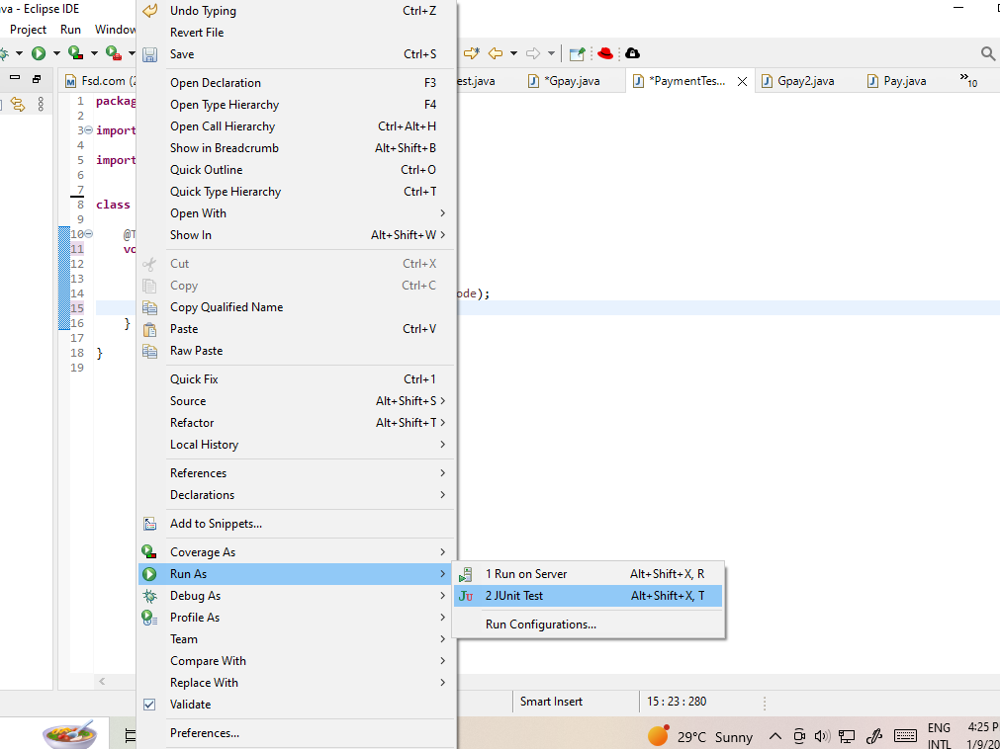 va - Eclipse IDE
Project Run Window
Fsd.com (2 est.java *Gpay.java *PaymentTes... Gpay2.java Pay.java »10
1 packag
2
3 import
4
5 import
6
7
8 class
9
10 @T
11 vo
12
13
14 ode);
15
16 }
17
18 }
19
Undo Typing Ctrl+Z
Revert File
Save Ctrl+S
Open Declaration F3
Open Type Hierarchy F4
Open Call Hierarchy Ctrl+Alt+H
Show in Breadcrumb Alt+Shift+B
Quick Outline Ctrl+O
Quick Type Hierarchy Ctrl+T
Open With >
Show In Alt+Shift+W >
Cut Ctrl+X
Copy Ctrl+C
Copy Qualified Name
Paste Ctrl+V
Raw Paste
Quick Fix Ctrl+1
Source Alt+Shift+S >
Refactor Alt+Shift+T >
Local History >
References >
Declarations >
Add to Snippets...
Coverage As >
Run As >
Debug As >
Profile As >
Team >
Compare With >
Replace With >
Validate
Preferences...
1 Run on Server Alt+Shift+X, R
Ju 2 JUnit Test Alt+Shift+X, T
Run Configurations...
Smart Insert 15 : 23 : 280
29°C Sunny
ENG
INTL
4:25 P
1/9/20